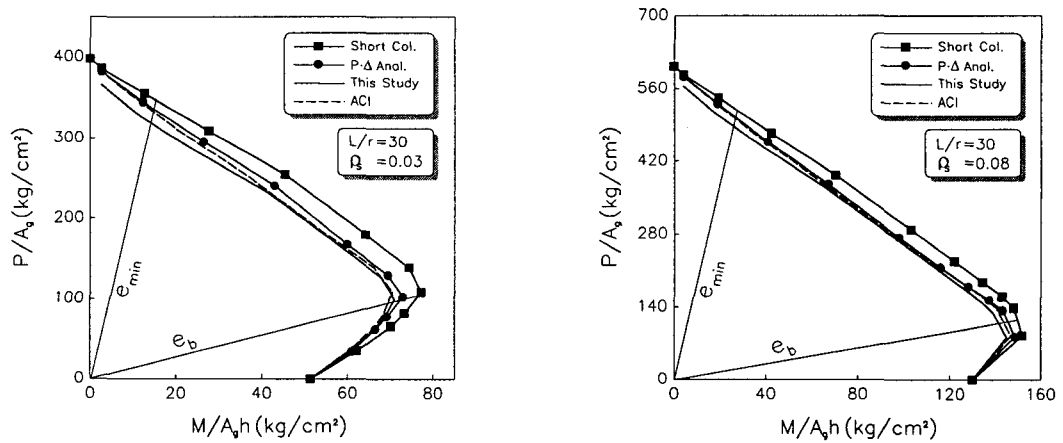 400
300
200
100
0
P/A_g (kg/cm²)
Short Col.
P-Δ Anal.
This Study
ACI
L/r=30
ρ_s =0.03
e_min
e_b
0 20 40 60 80
M/A_g h (kg/cm²)
700
560
420
280
140
0
P/A_g (kg/cm²)
Short Col.
P-Δ Anal.
This Study
ACI
L/r=30
ρ_s =0.08
e_min
e_b
0 40 80 130 160
M/A_g h (kg/cm²)